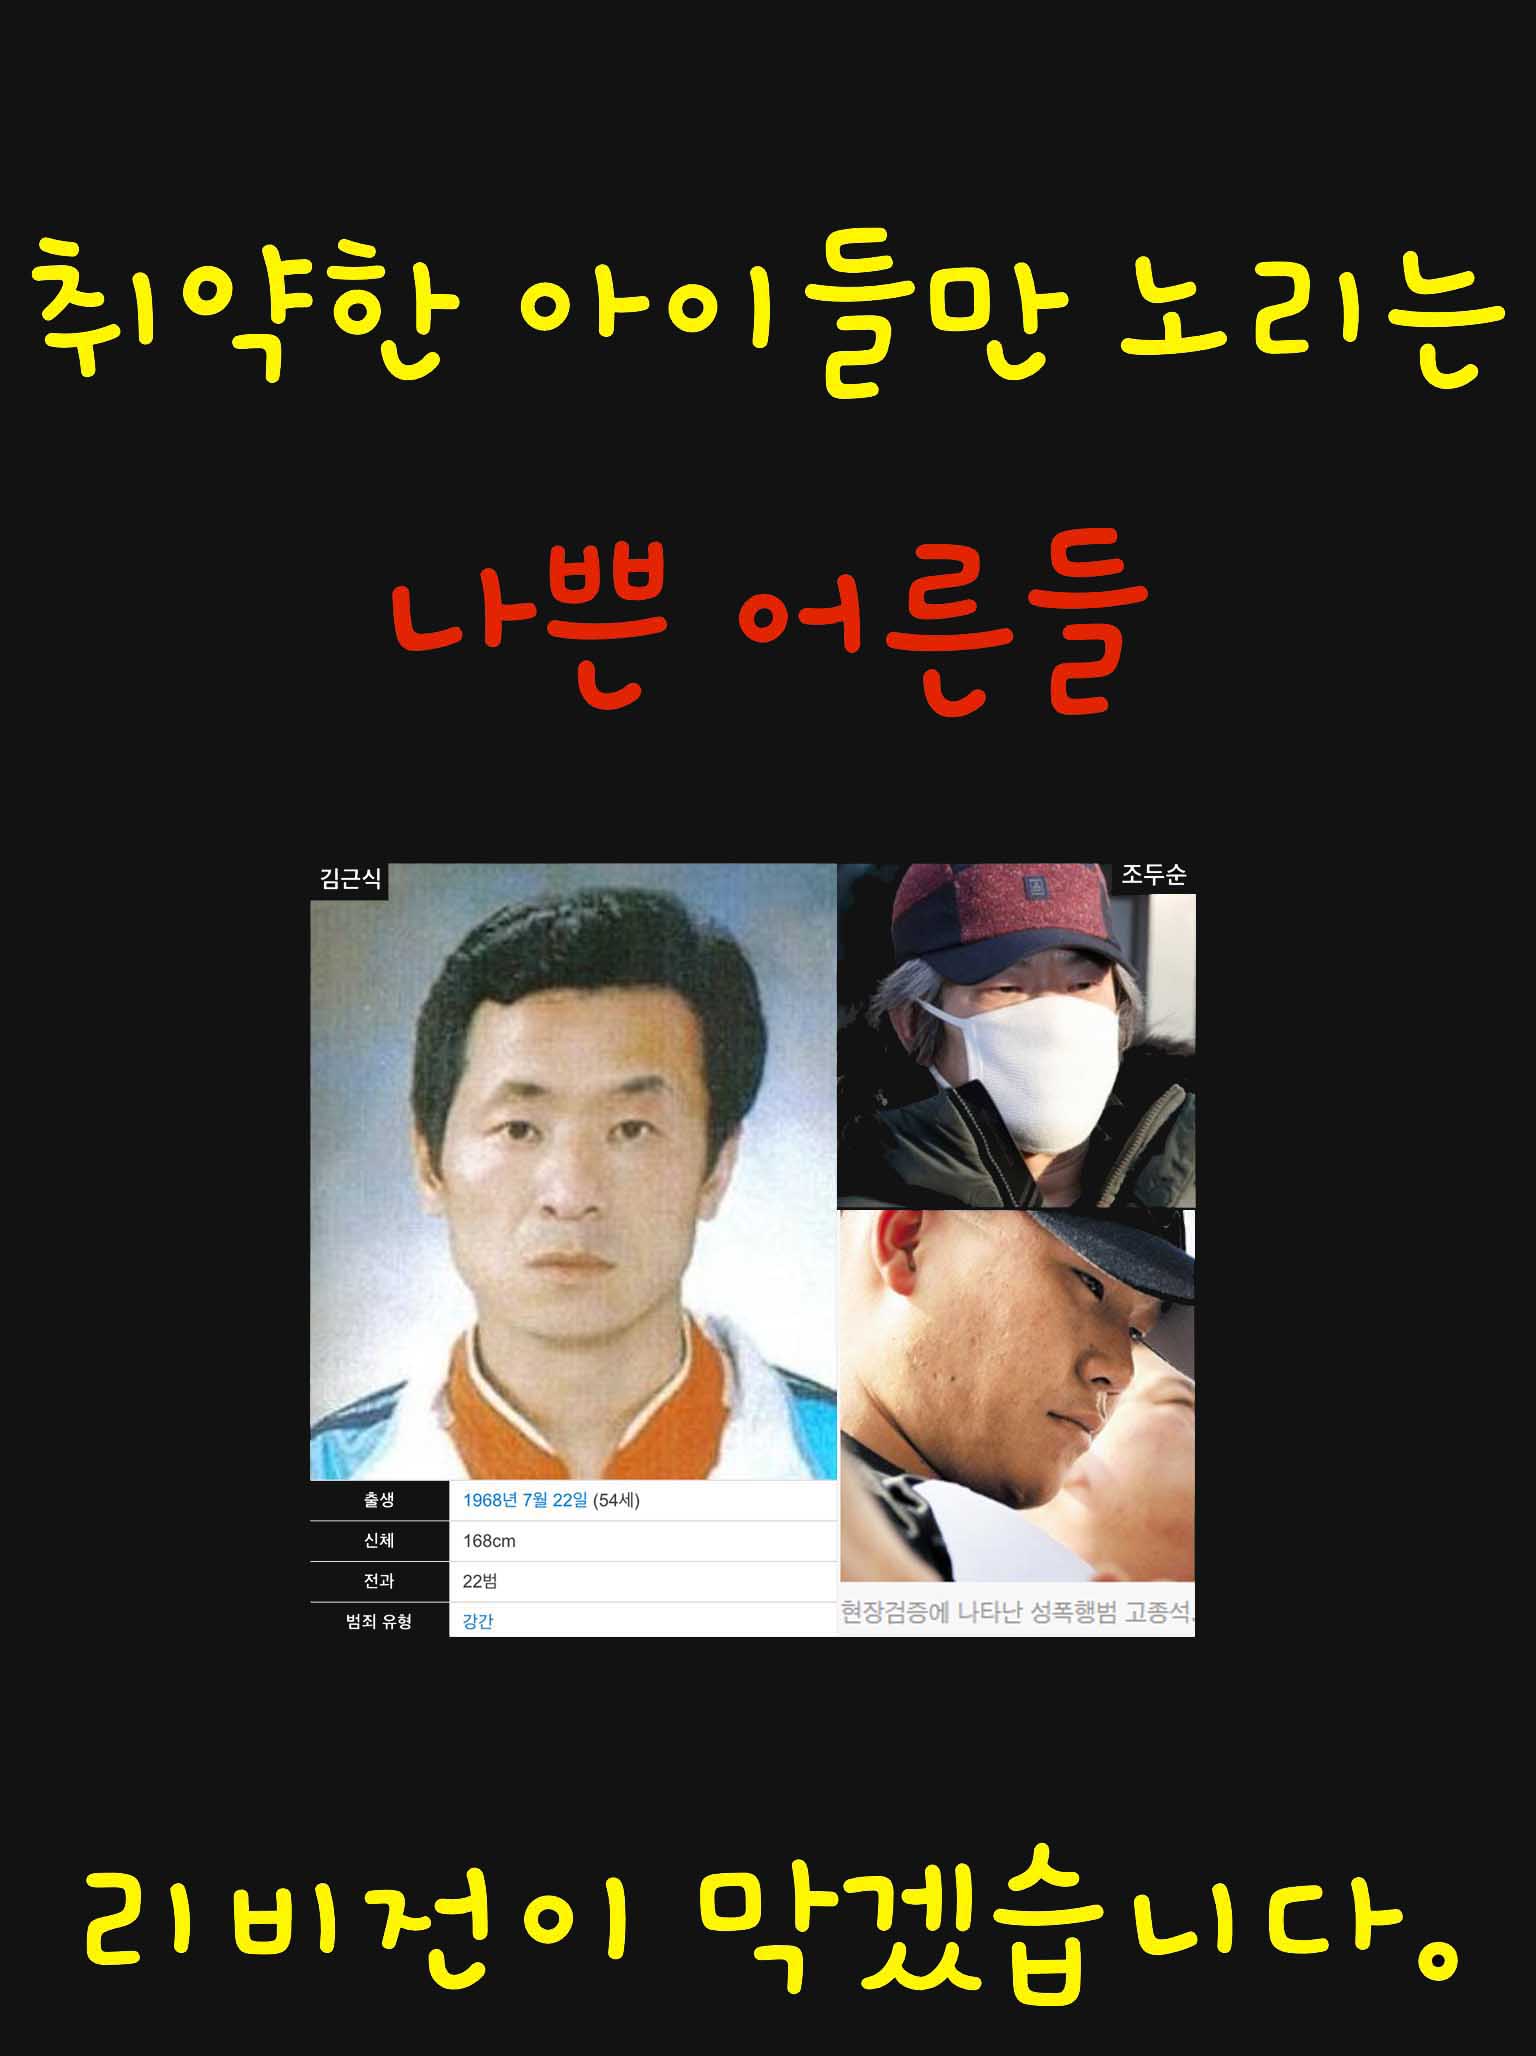 취약한 아이들만 노리는
나쁜 어른들
김근식
조두순
출생 1968년 7월 22일 (54세)
신체 168cm
전과 22범
범죄 유형 강간
현장검증에 나타난 성폭행범 고종석.
리비전이 막겠습니다.